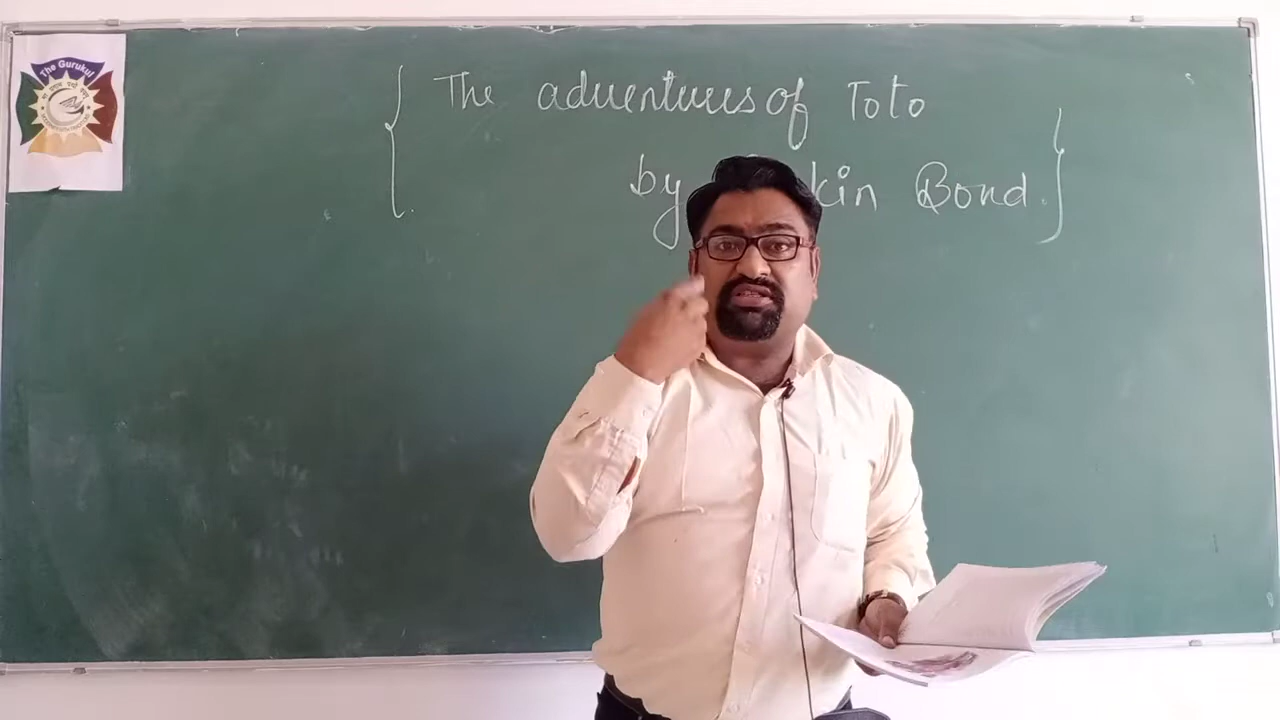 The Gurukul
{ The adventures of Toto
by kin Bond. }